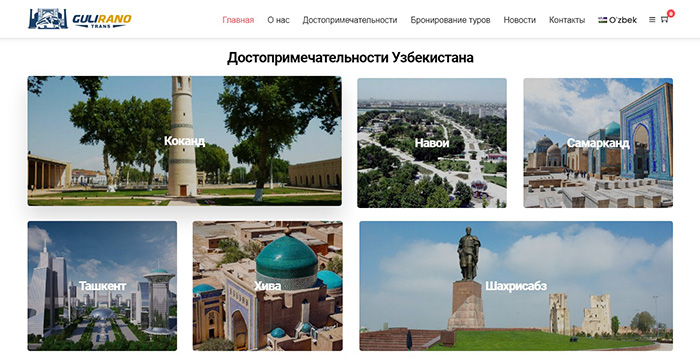 GULIRANO
TRANS
Главная О нас Достопримечательности Бронирование туров Новости Контакты O'zbek 0
Достопримечательности Узбекистана
Коканд
Навои
Самарканд
Ташкент
Хива
Шахрисабз